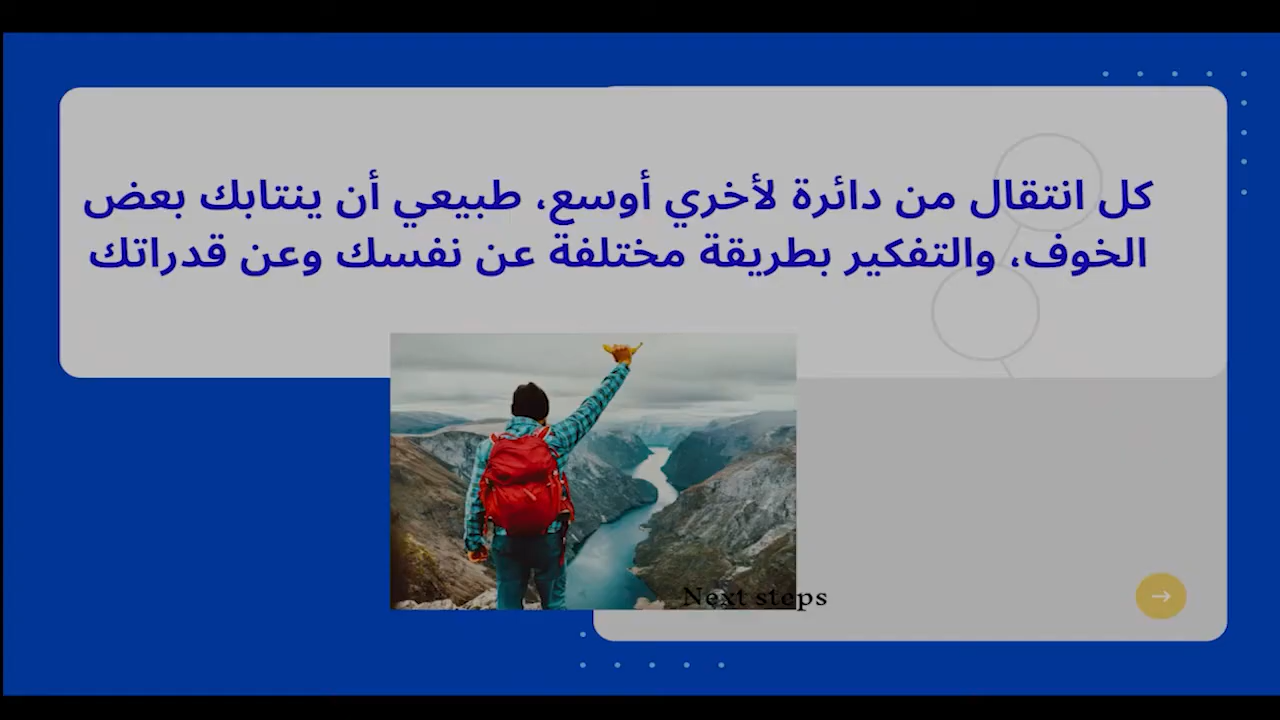 كل انتقال من دائرة لأخري أوسع، طبيعي أن ينتابك بعض
الخوف، والتفكير بطريقة مختلفة عن نفسك وعن قدراتك
Next steps